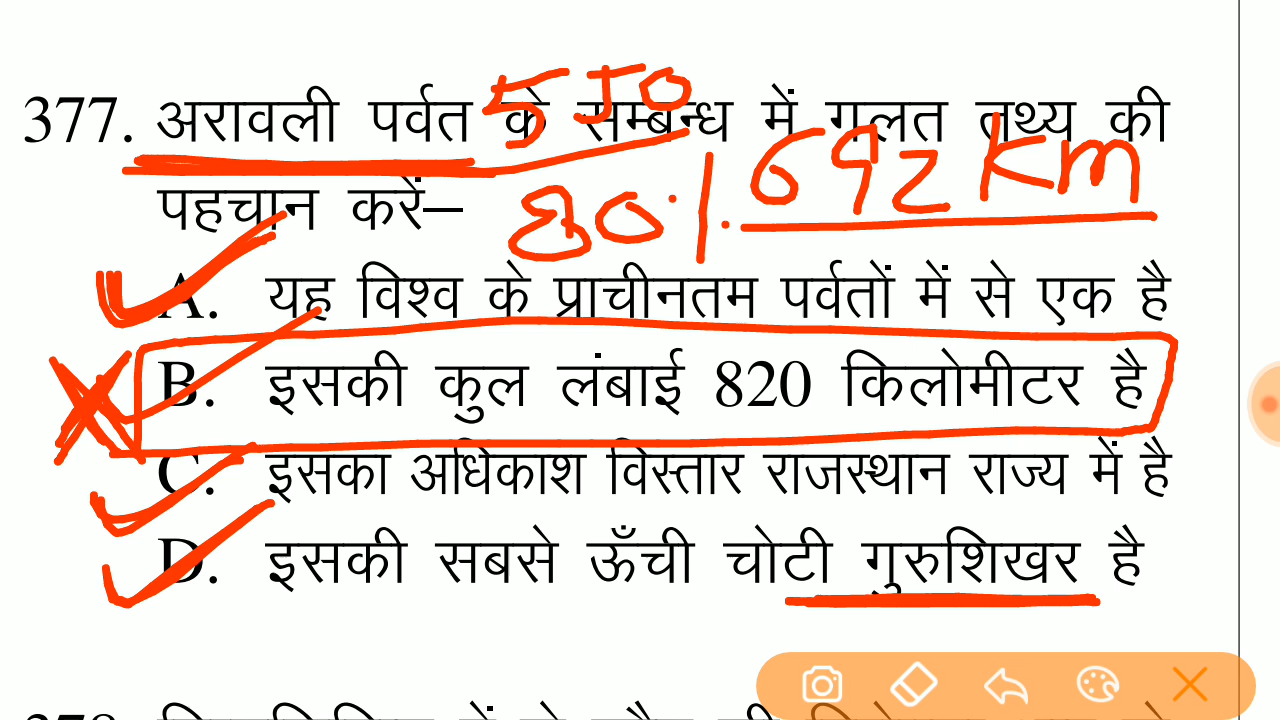 377. अरावली पर्वत के सम्बन्ध में गलत तथ्य की
550
692 km
पहचान करें–
80%
A. यह विश्व के प्राचीनतम पर्वतों में से एक है
B. इसकी कुल लंबाई 820 किलोमीटर है
C. इसका अधिकाश विस्तार राजस्थान राज्य में है
D. इसकी सबसे ऊँची चोटी गुरुशिखर है